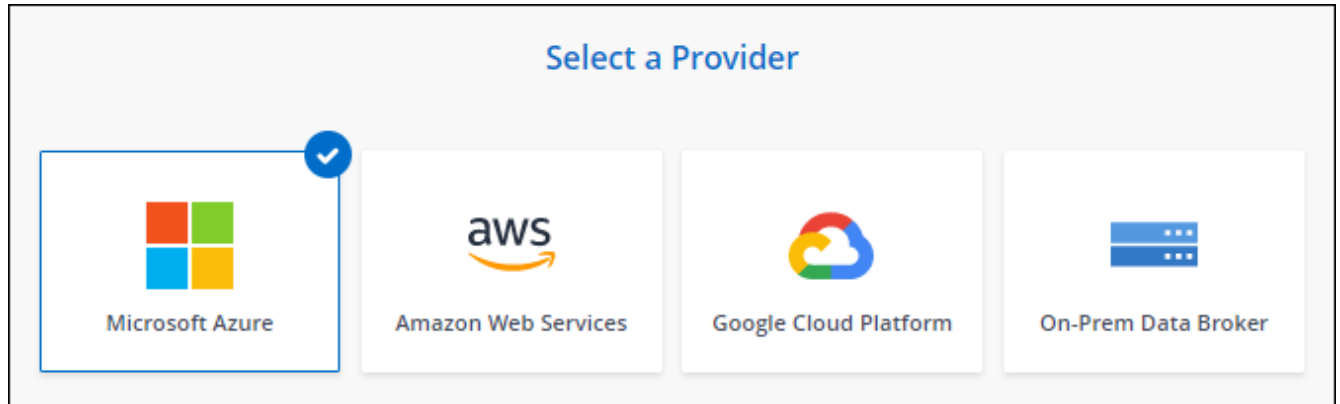 Select a Provider
aws
Microsoft Azure
Amazon Web Services
Google Cloud Platform
On-Prem Data Broker